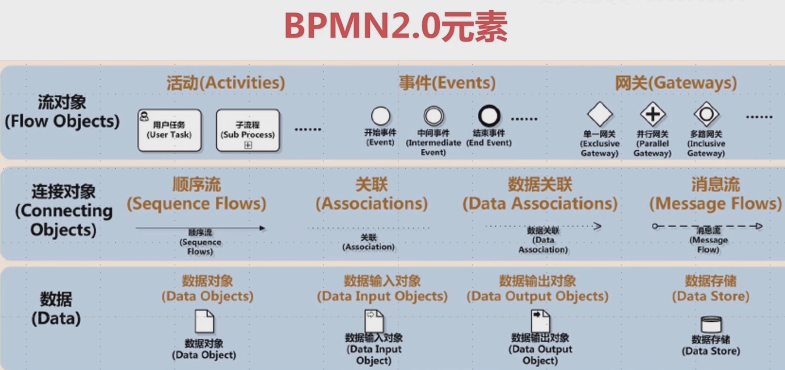 BPMN2.0元素
流对象
(Flow Objects)
活动(Activities)
用户任务
(User Task)
子流程
(Sub Process)
......
事件(Events)
开始事件
(Event)
中间事件
(Intermediate
Event)
结束事件
(End Event)
......
网关(Gateways)
单一网关
(Exclusive
Gateway)
并行网关
(Parallel
Gateway)
多路网关
(Inclusive
Gateway)
......
连接对象
(Connecting
Objects)
顺序流
(Sequence Flows)
顺序流
(Sequence
Flows)
关联
(Associations)
关联
(Association)
数据关联
(Data Associations)
数据关联
(Data
Association)
消息流
(Message Flows)
消息流
(Message
Flow)
数据
(Data)
数据对象
(Data Objects)
数据对象
(Data Object)
数据输入对象
(Data Input Objects)
数据输入对象
(Data Input
Object)
数据输出对象
(Data Output Objects)
数据输出对象
(Data Output
Object)
数据存储
(Data Store)
数据存储
(Data Store)